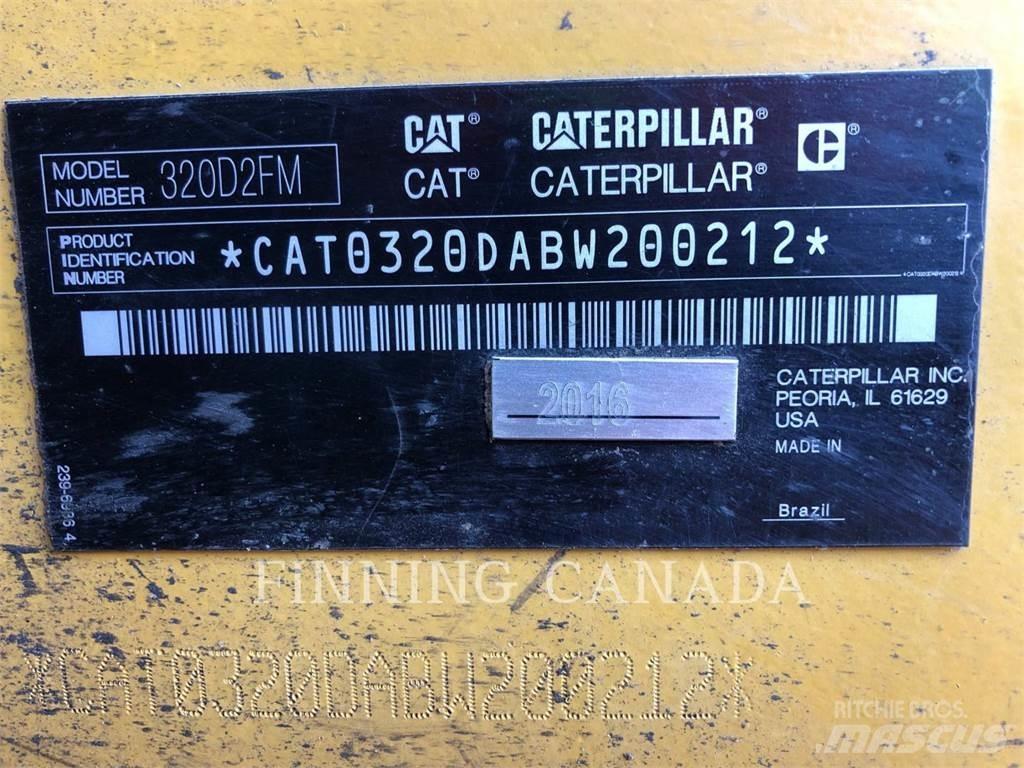 CAT® CATERPILLAR® C®
CAT® CATERPILLAR®
MODEL
NUMBER 320D2FM
PRODUCT
IDENTIFICATION
NUMBER
*CAT0320DABW200212*
2016
CATERPILLAR INC.
PEORIA, IL 61629
USA
MADE IN
Brazil
FINNING CANADA
*CAT0320DABW200212*
RITCHIE BROS.
MASCUS